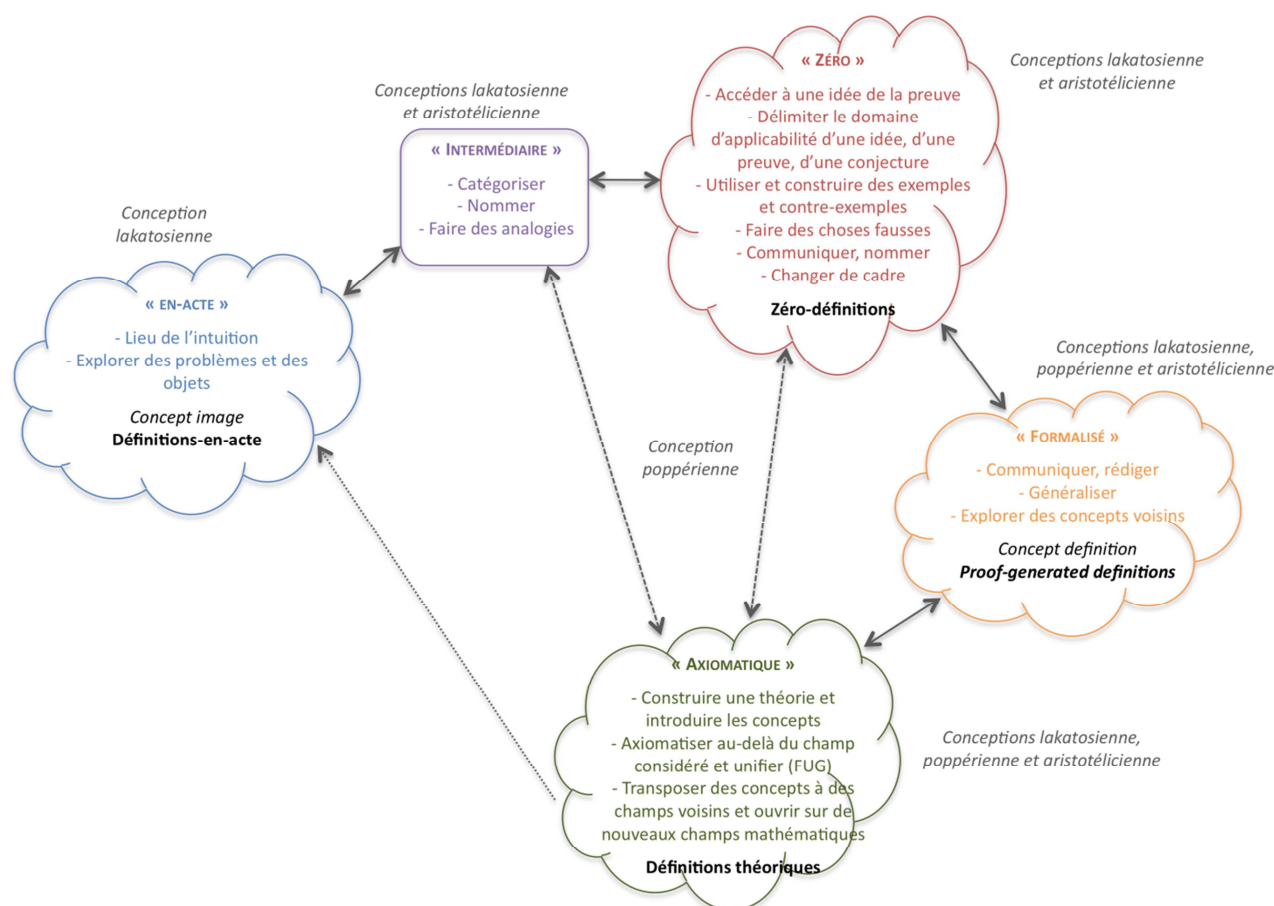 « ZÉRO »
- Accéder à une idée de la preuve
- Délimiter le domaine
d'applicabilité d'une idée, d'une
preuve, d'une conjecture
- Utiliser et construire des exemples
et contre-exemples
- Faire des choses fausses
- Communiquer, nommer
- Changer de cadre
Zéro-définitions
Conceptions lakatosienne
et aristotélicienne
Conceptions lakatosienne
et aristotélicienne
« INTERMÉDIAIRE »
- Catégoriser
- Nommer
- Faire des analogies
Conception
lakatosienne
« EN-ACTE »
- Lieu de l'intuition
- Explorer des problèmes et des
objets
Concept image
Définitions-en-acte
Conception
poppérienne
Conceptions lakatosienne,
poppérienne et aristotélicienne
« FORMALISÉ »
- Communiquer, rédiger
- Généraliser
- Explorer des concepts voisins
Concept definition
Proof-generated definitions
« AXIOMATIQUE »
- Construire une théorie et
introduire les concepts
- Axiomatiser au-delà du champ
considéré et unifier (FUG)
- Transposer des concepts à des
champs voisins et ouvrir sur de
nouveaux champs mathématiques
Définitions théoriques
Conceptions lakatosienne,
poppérienne et aristotélicienne